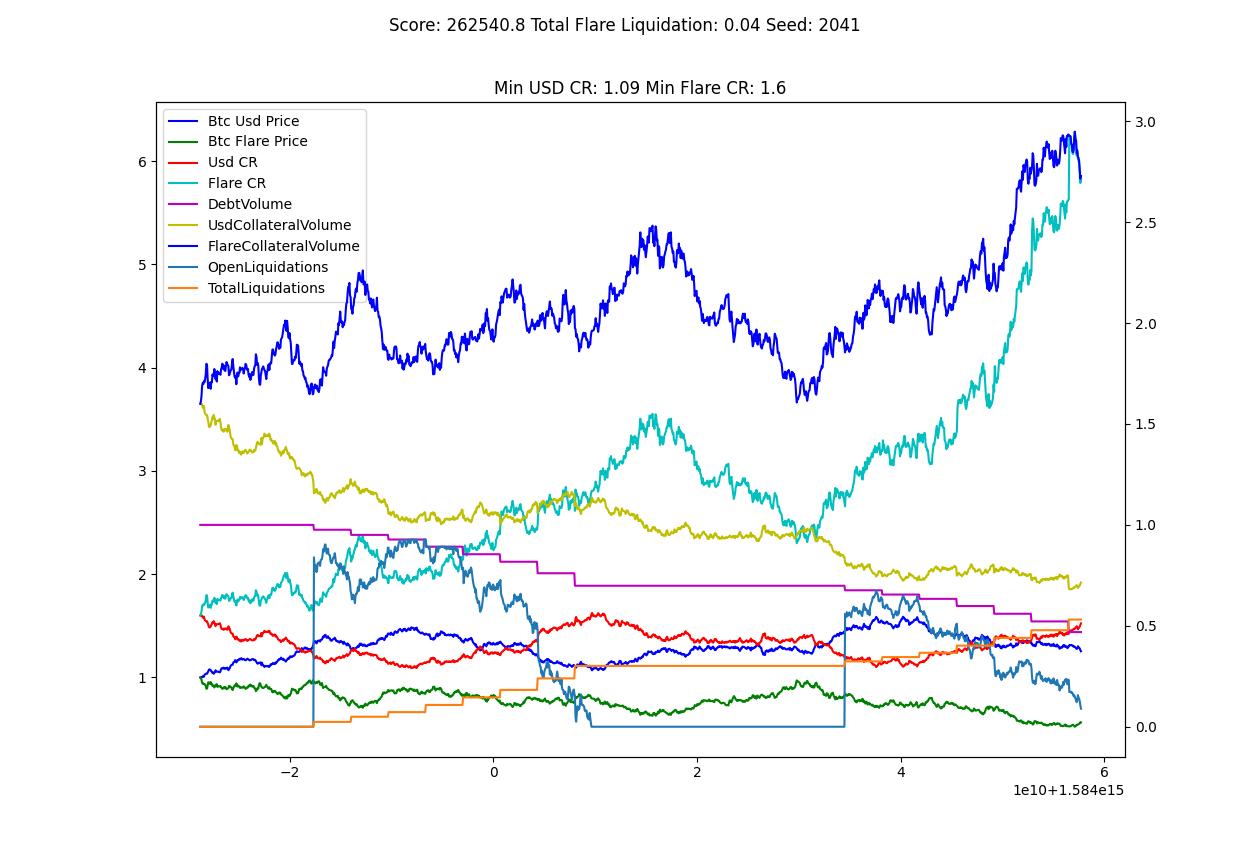 Score: 262540.8 Total Flare Liquidation: 0.04 Seed: 2041
Min USD CR: 1.09 Min Flare CR: 1.6
Btc Usd Price
Btc Flare Price
Usd CR
Flare CR
DebtVolume
UsdCollateralVolume
FlareCollateralVolume
OpenLiquidations
TotalLiquidations
6
5
4
3
2
1
3.0
2.5
2.0
1.5
1.0
0.5
0.0
−2
0
2
4
6
1e10+1.584e15